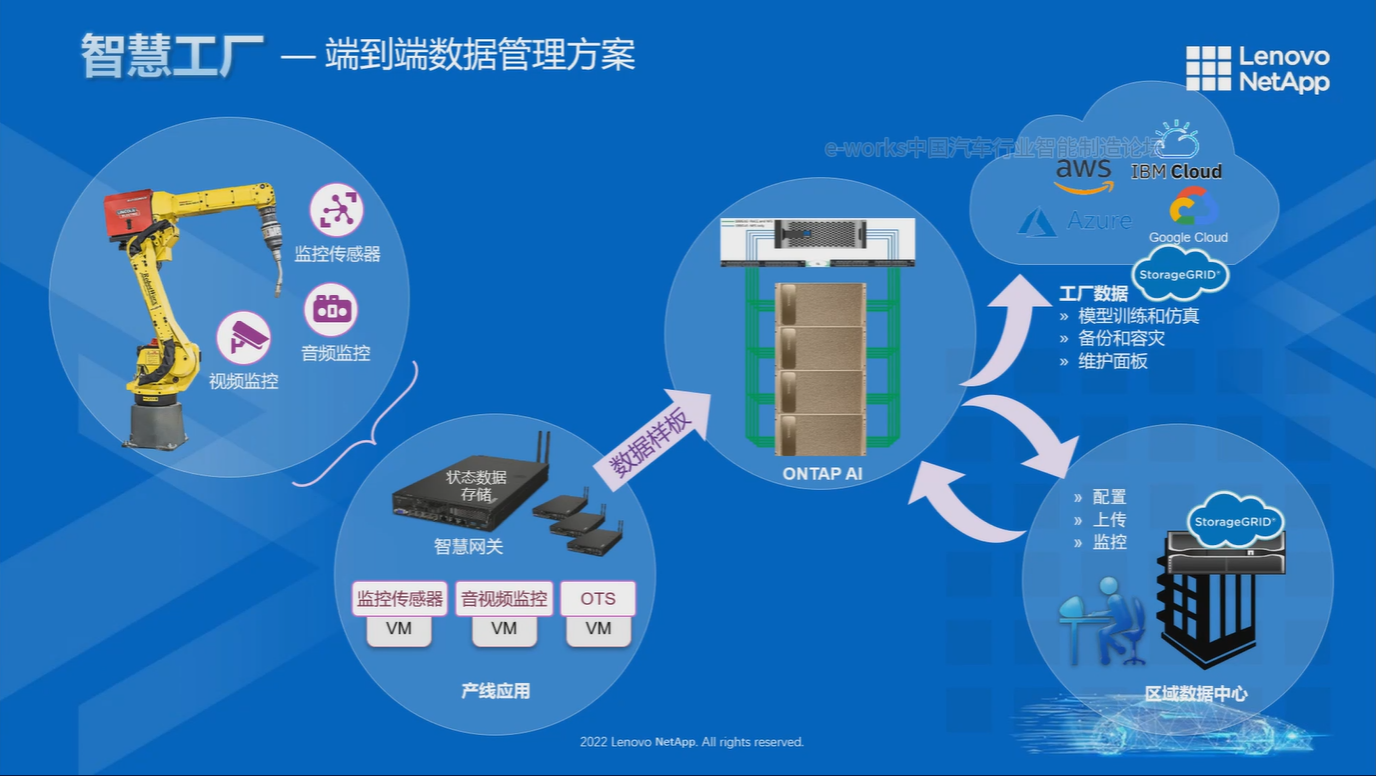 智慧工厂 — 端到端数据管理方案
Lenovo
NetApp
e-works中国汽车行业智能制造论坛
aws
IBM Cloud
Azure
Google Cloud
StorageGRID®
工厂数据
» 模型训练和仿真
» 备份和容灾
» 维护面板
监控传感器
音频监控
视频监控
数据样板
ONTAP AI
状态数据
存储
智慧网关
监控传感器
音视频监控
OTS
VM
VM
VM
产线应用
» 配置
» 上传
» 监控
StorageGRID®
区域数据中心
2022 Lenovo NetApp. All rights reserved.